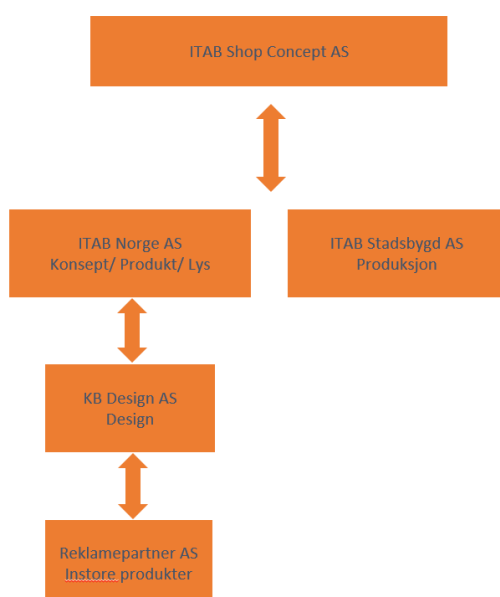 ITAB Shop Concept AS
ITAB Norge AS
Konsept/ Produkt/ Lys
ITAB Stadsbygd AS
Produksjon
KB Design AS
Design
Reklamepartner AS
Instore produkter